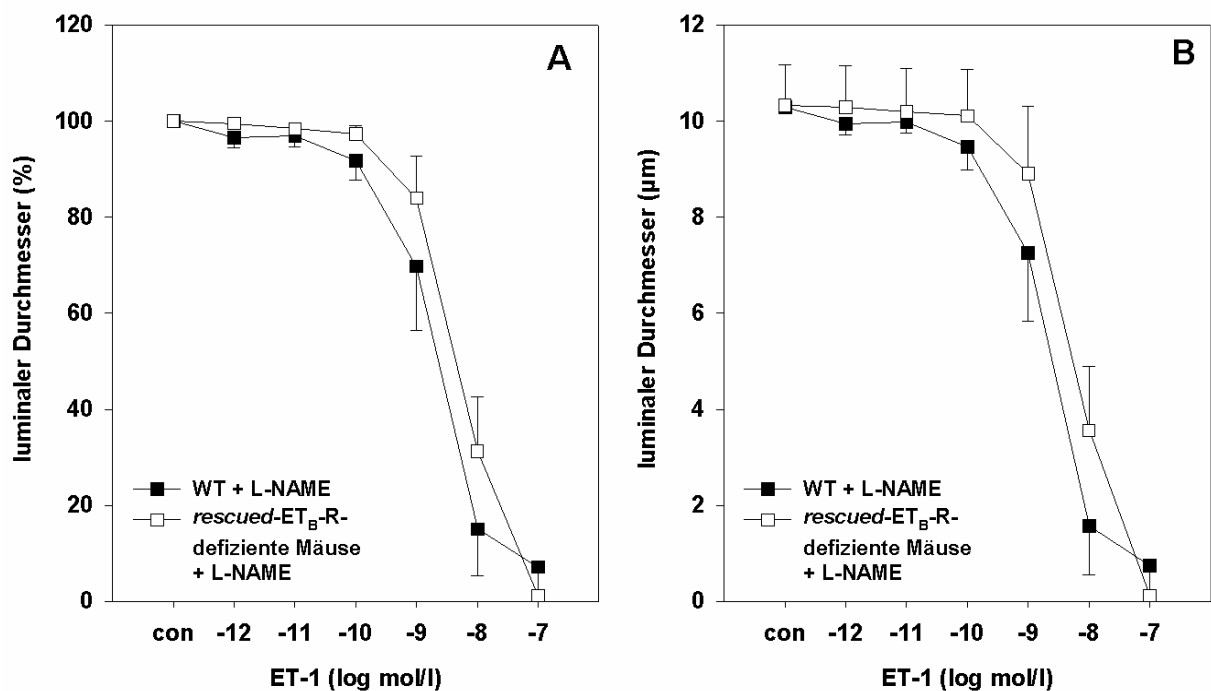 A
luminaler Durchmesser (%)
120
100
80
60
40
20
0
WT + L-NAME
rescued-ETB-R-
defiziente Mäuse
+ L-NAME
con -12 -11 -10 -9 -8 -7
ET-1 (log mol/l)
B
luminaler Durchmesser (µm)
12
10
8
6
4
2
0
WT + L-NAME
rescued-ETB-R-
defiziente Mäuse
+ L-NAME
con -12 -11 -10 -9 -8 -7
ET-1 (log mol/l)